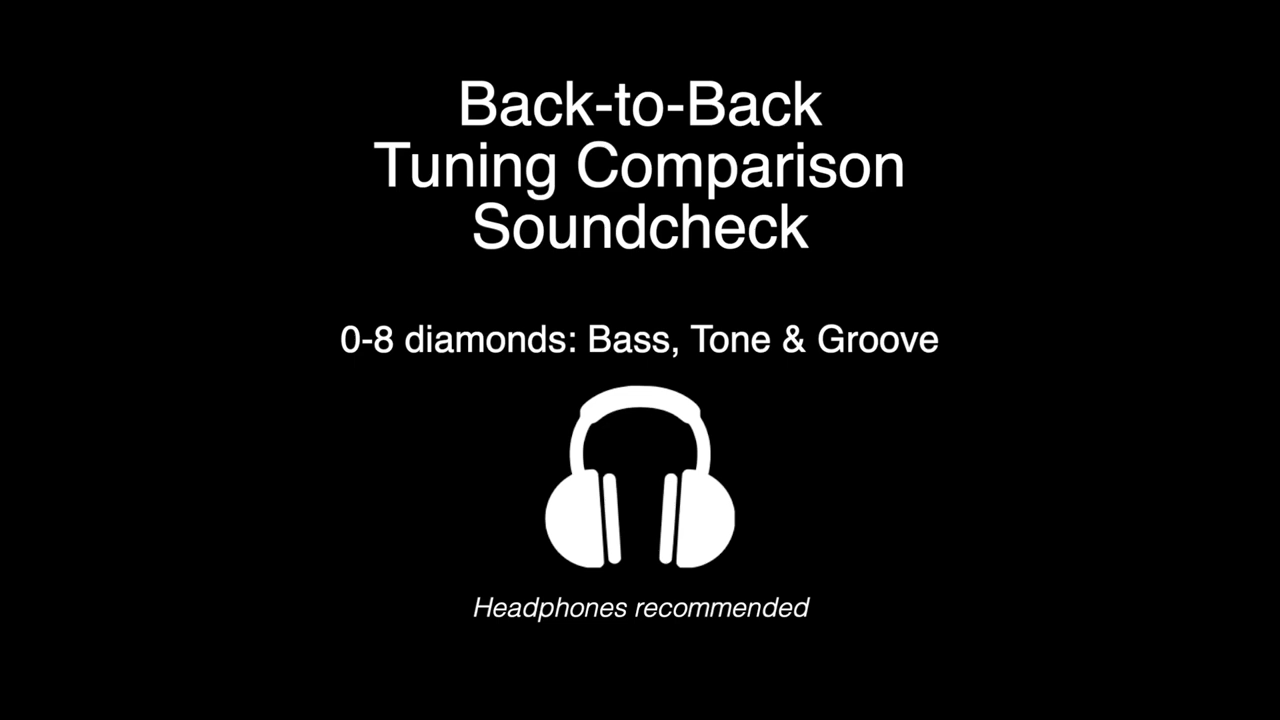 Back-to-Back
Tuning Comparison
Soundcheck
0-8 diamonds: Bass, Tone & Groove
Headphones recommended